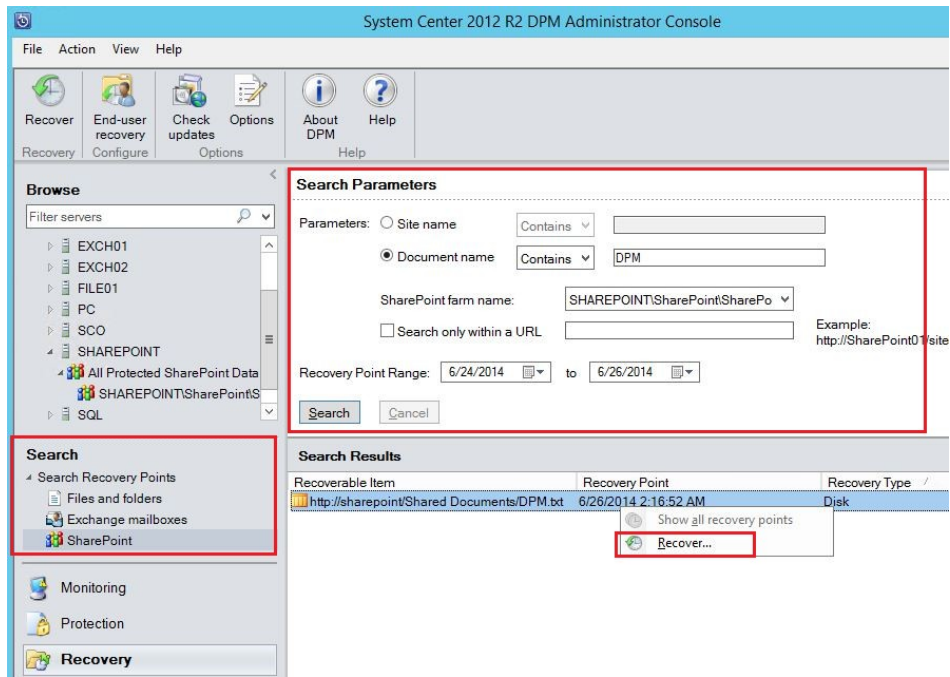 System Center 2012 R2 DPM Administrator Console
File Action View Help
Recover
End-user recovery
Check updates
Options
About DPM
Help
Recovery
Configure
Options
Help
Browse
Filter servers
EXCH01
EXCH02
FILE01
PC
SCO
SHAREPOINT
All Protected SharePoint Data
SHAREPOINT\SharePoint\S
SQL
Search
Search Recovery Points
Files and folders
Exchange mailboxes
SharePoint
Monitoring
Protection
Recovery
Search Parameters
Parameters: Site name Contains
Document name Contains DPM
SharePoint farm name: SHAREPOINT\SharePoint\SharePo
Search only within a URL
Example:
http://SharePoint01/site
Recovery Point Range: 6/24/2014 to 6/26/2014
Search Cancel
Search Results
Recoverable Item Recovery Point Recovery Type
http://sharepoint/Shared Documents/DPM.txt 6/26/2014 2:16:52 AM Disk
Show all recovery points
Recover...